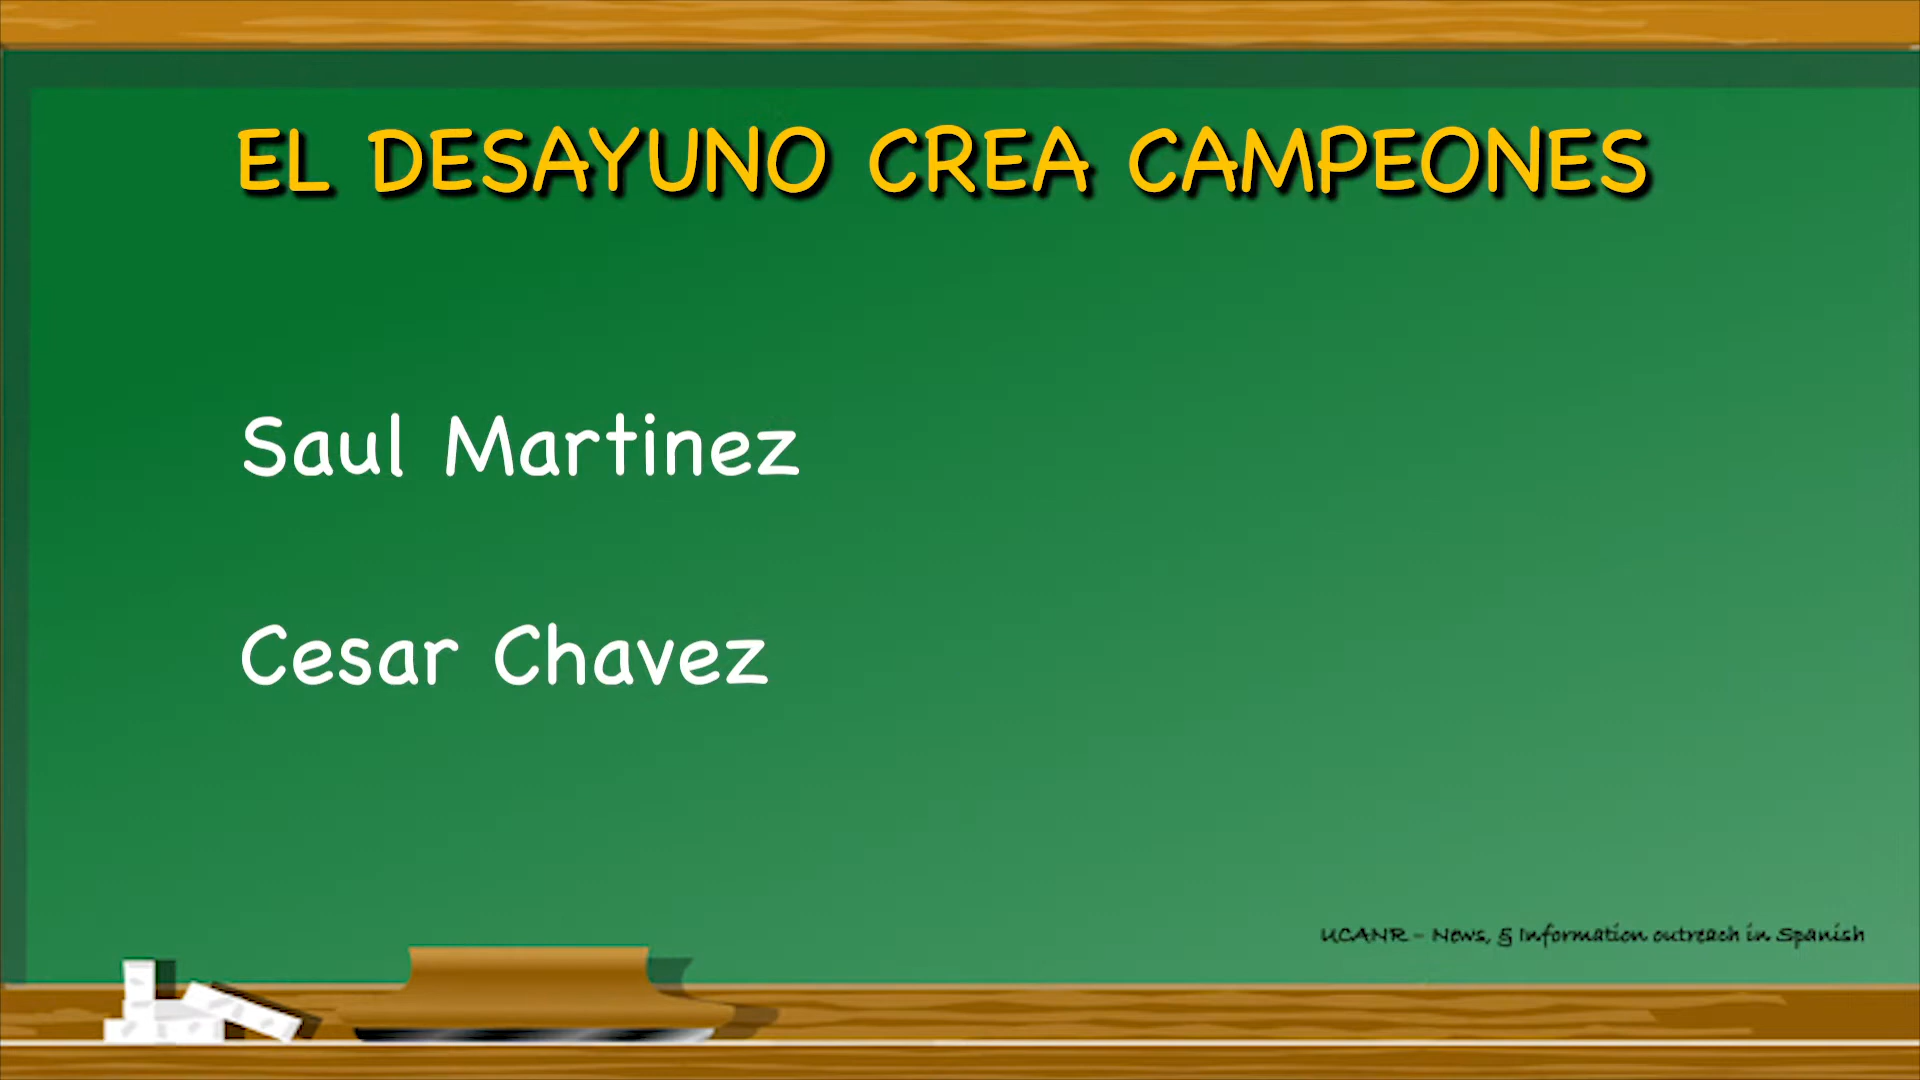 EL DESAYUNO CREA CAMPEONES
Saul Martinez
Cesar Chavez
UCANR - News, & Information outreach in Spanish